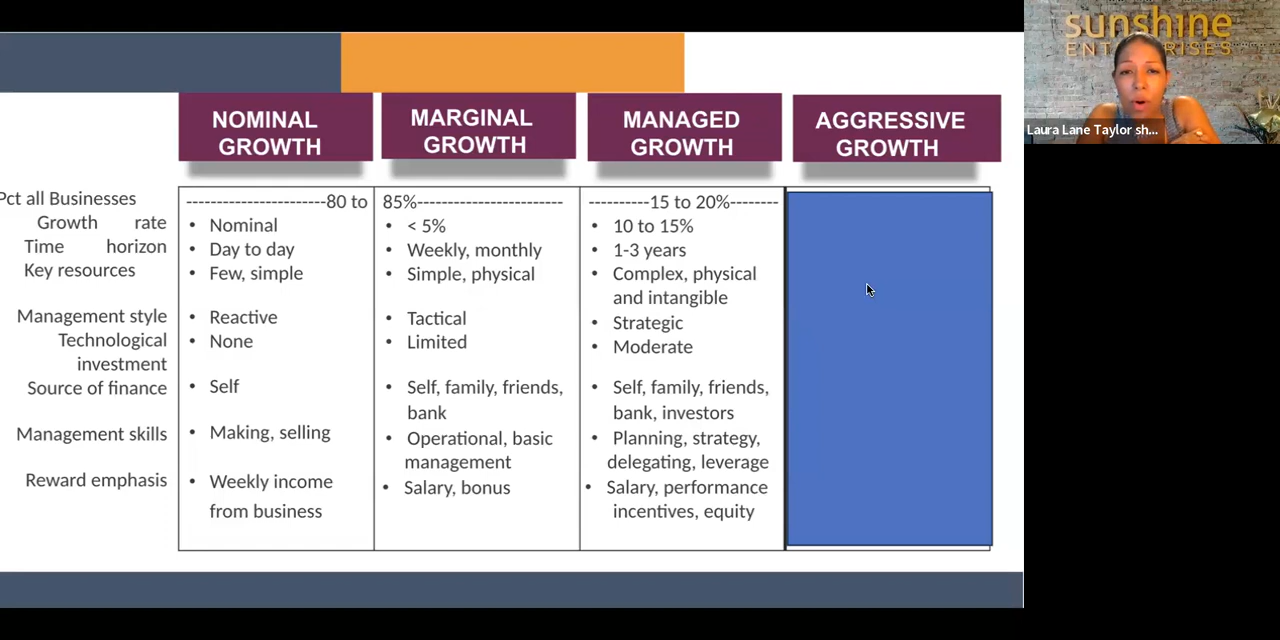 sunshine
ENTERPRISES
Laura Lane Taylor sh...
NOMINAL
GROWTH
MARGINAL
GROWTH
MANAGED
GROWTH
AGGRESSIVE
GROWTH
Pct all Businesses
-----------------------80 to
85%------------------------
----------15 to 20%--------
Growth rate
• Nominal
• < 5%
• 10 to 15%
Time horizon
• Day to day
• Weekly, monthly
• 1-3 years
Key resources
• Few, simple
• Simple, physical
• Complex, physical
and intangible
Management style
• Reactive
• Tactical
• Strategic
Technological
investment
• None
• Limited
• Moderate
Source of finance
• Self
• Self, family, friends,
bank
• Self, family, friends,
bank, investors
Management skills
• Making, selling
• Operational, basic
management
• Planning, strategy,
delegating, leverage
Reward emphasis
• Weekly income
from business
• Salary, bonus
• Salary, performance
incentives, equity